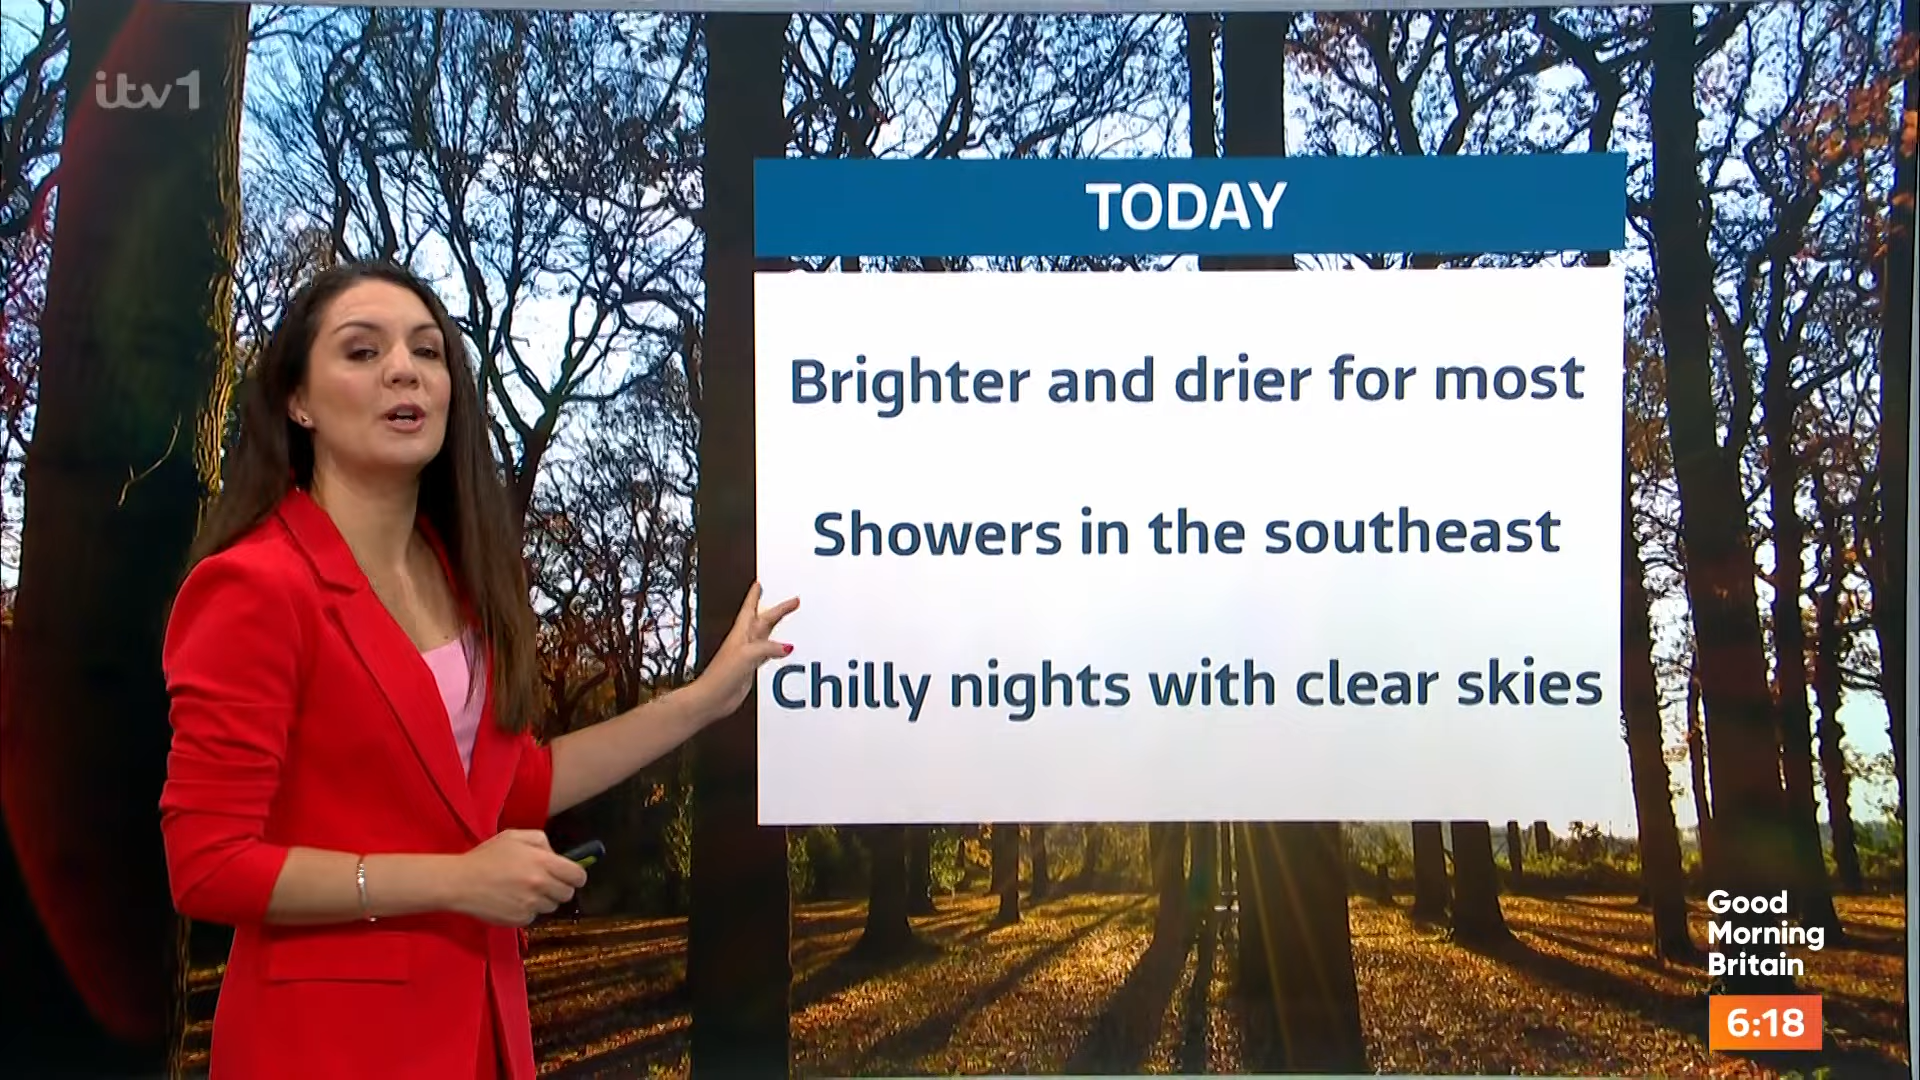 itv1
TODAY
Brighter and drier for most
Showers in the southeast
Chilly nights with clear skies
Good
Morning
Britain
6:18